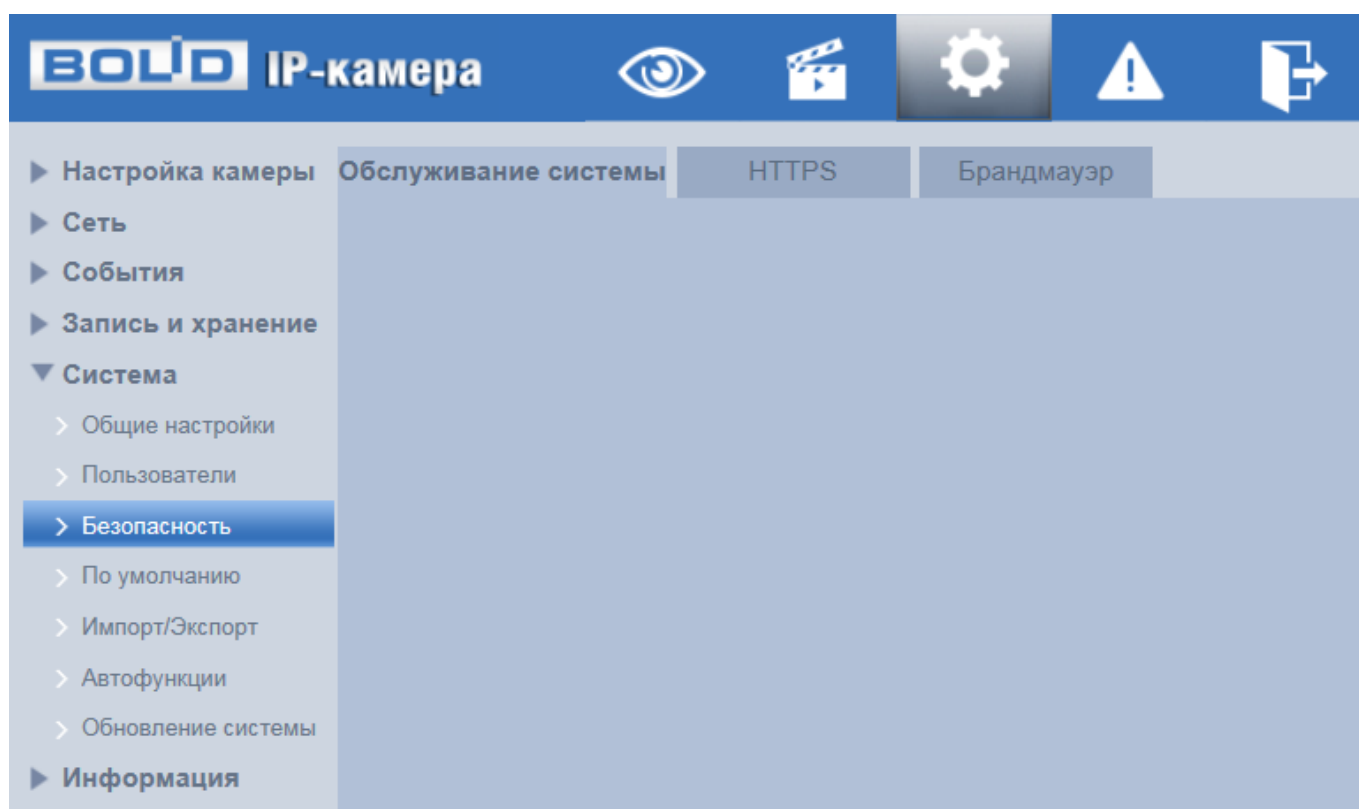 BOLID IP-камера
Настройка камеры
Обслуживание системы
HTTPS
Брандмауэр
Сеть
События
Запись и хранение
Система
Общие настройки
Пользователи
Безопасность
По умолчанию
Импорт/Экспорт
Автофункции
Обновление системы
Информация